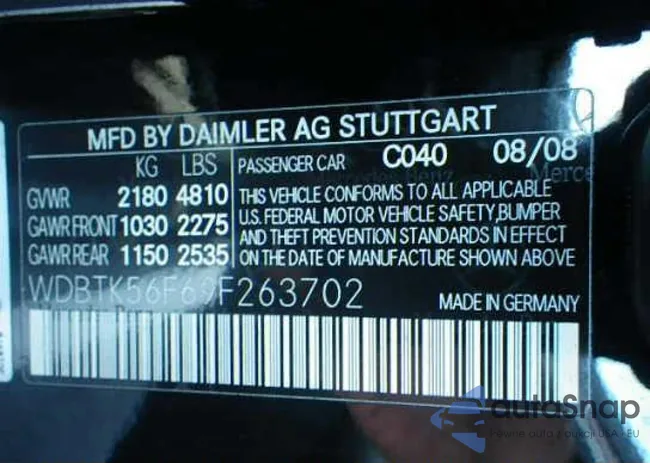 MFD BY DAIMLER AG STUTTGART
KG LBS
PASSENGER CAR C040 08/08
GVWR 2180 4810
GAWR FRONT 1030 2275
GAWR REAR 1150 2535
THIS VEHICLE CONFORMS TO ALL APPLICABLE
U.S. FEDERAL MOTOR VEHICLE SAFETY, BUMPER
AND THEFT PREVENTION STANDARDS IN EFFECT
ON THE DATE OF MANUFACTURE SHOWN ABOVE
WDBTK56F69F263702
MADE IN GERMANY
autoSnap